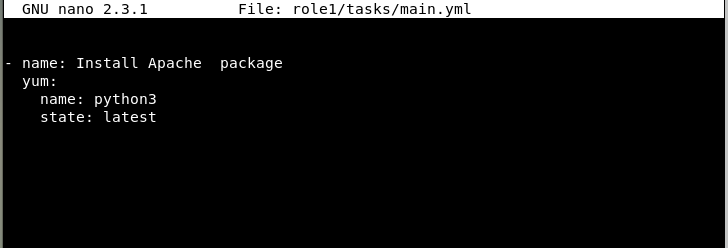 GNU nano 2.3.1 File: role1/tasks/main.yml
- name: Install Apache  package
  yum:
    name: python3
    state: latest